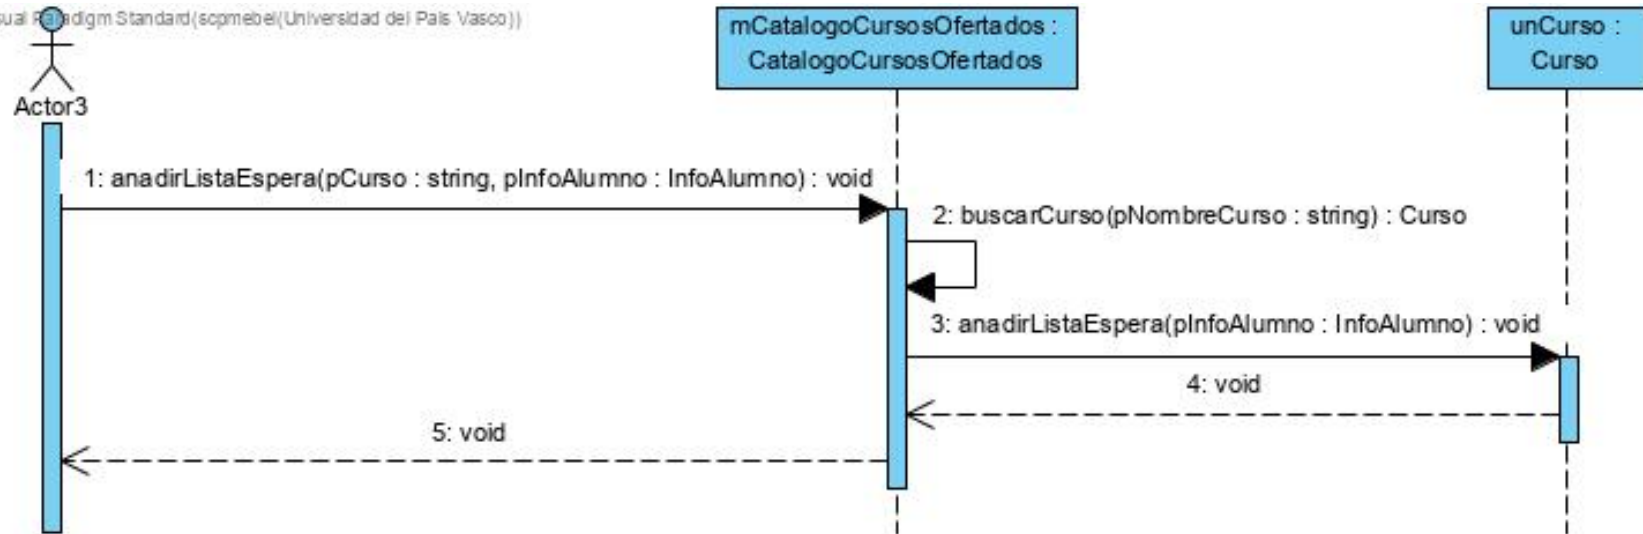 sual Paradigm Standard(scpmebel(Universidad del Pais Vasco))
mCatalogoCursosOfertados :
CatalogoCursosOfertados
unCurso :
Curso
Actor3
1: anadirListaEspera(pCurso : string, pInfoAlumno : InfoAlumno) : void
2: buscarCurso(pNombreCurso : string) : Curso
3: anadirListaEspera(pInfoAlumno : InfoAlumno) : void
4: void
5: void